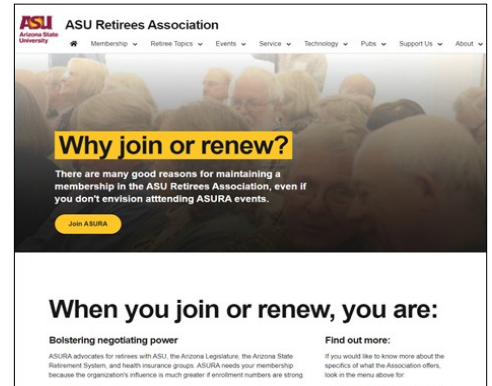 ASU
Arizona State
University
ASU Retirees Association
Membership Retiree Topics Events Service Technology Pubs Support Us About
Why join or renew?
There are many good reasons for maintaining a
membership in the ASU Retirees Association, even if
you don't envision atttending ASURA events.
Join ASURA
When you join or renew, you are:
Bolstering negotiating power
ASURA advocates for retirees with ASU, the Arizona Legislature, the Arizona State
Retirement System, and health insurance groups. ASURA needs your membership
because the organization's influence is much greater if enrollment numbers are strong.
Find out more:
If you would like to know more about the
specifics of what the Association offers,
look in the menu above for: